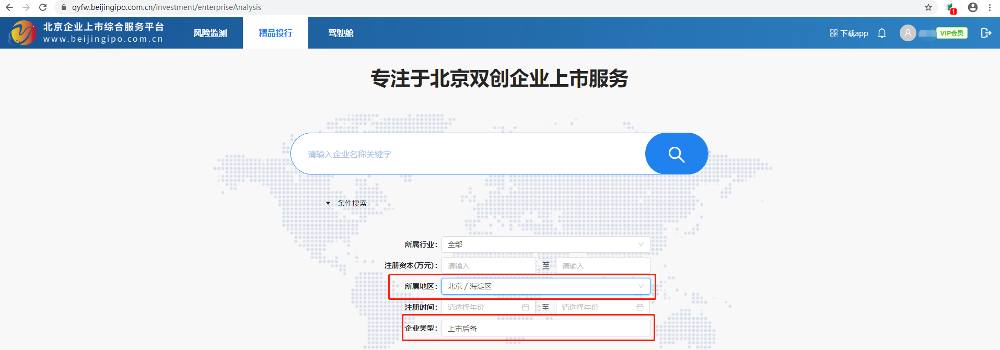 qyfw.beijingipo.com.cn/investment/enterpriseAnalysis
1
北京企业上市综合服务平台
www.beijingipo.com.cn
风险监测 精品投行 驾驶舱
下载app VIP会员
专注于北京双创企业上市服务
请输入企业名称关键字
条件搜索
所属行业： 全部
注册资本(万元)： 请输入 至 请输入
所属地区： 北京 / 海淀区
注册时间： 请选择年份 至 请选择年份
企业类型： 上市后备